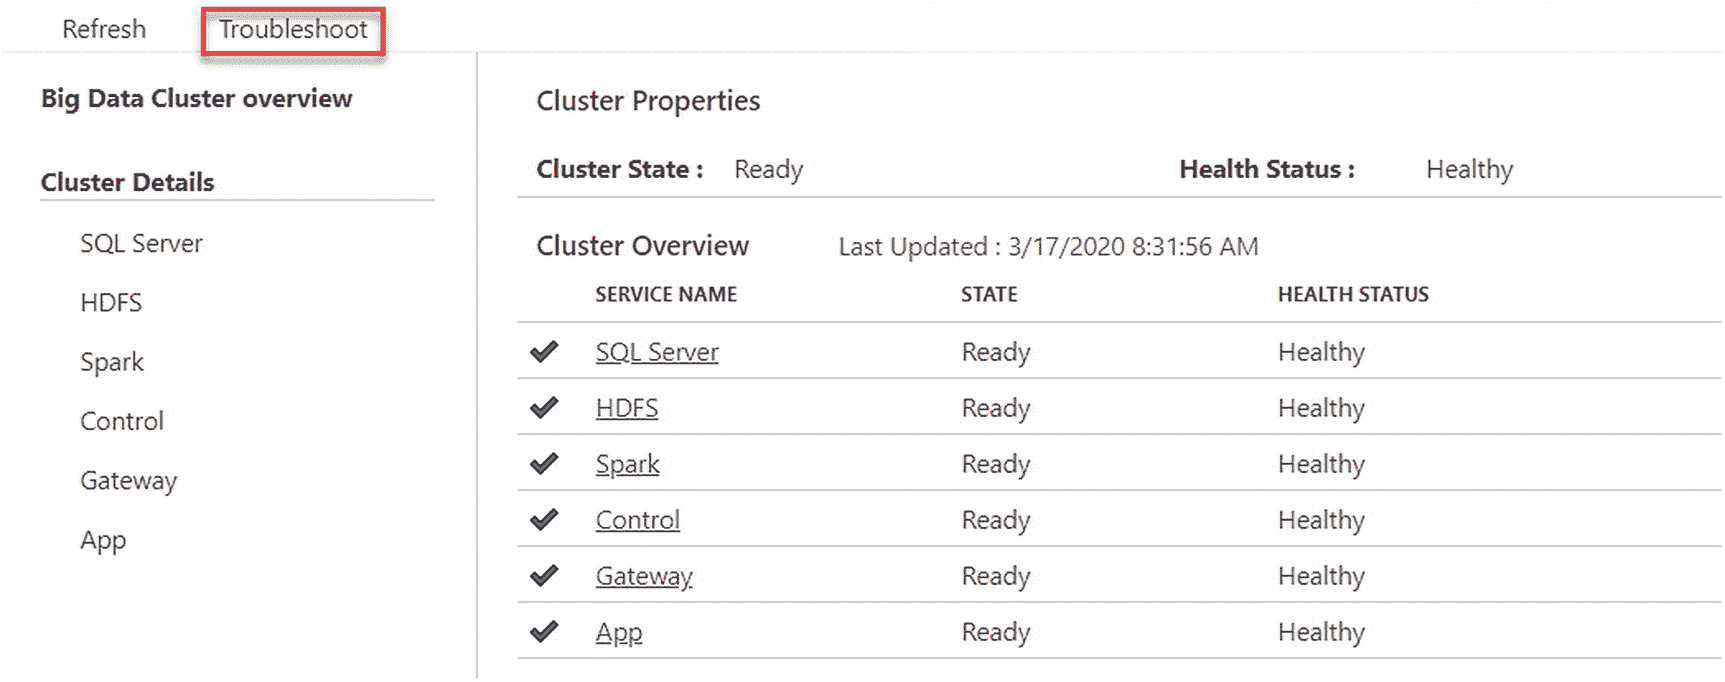 Refresh Troubleshoot
Big Data Cluster overview
Cluster Details
SQL Server
HDFS
Spark
Control
Gateway
App
Cluster Properties
Cluster State : Ready Health Status : Healthy
Cluster Overview Last Updated : 3/17/2020 8:31:56 AM
SERVICE NAME STATE HEALTH STATUS
SQL Server Ready Healthy
HDFS Ready Healthy
Spark Ready Healthy
Control Ready Healthy
Gateway Ready Healthy
App Ready Healthy